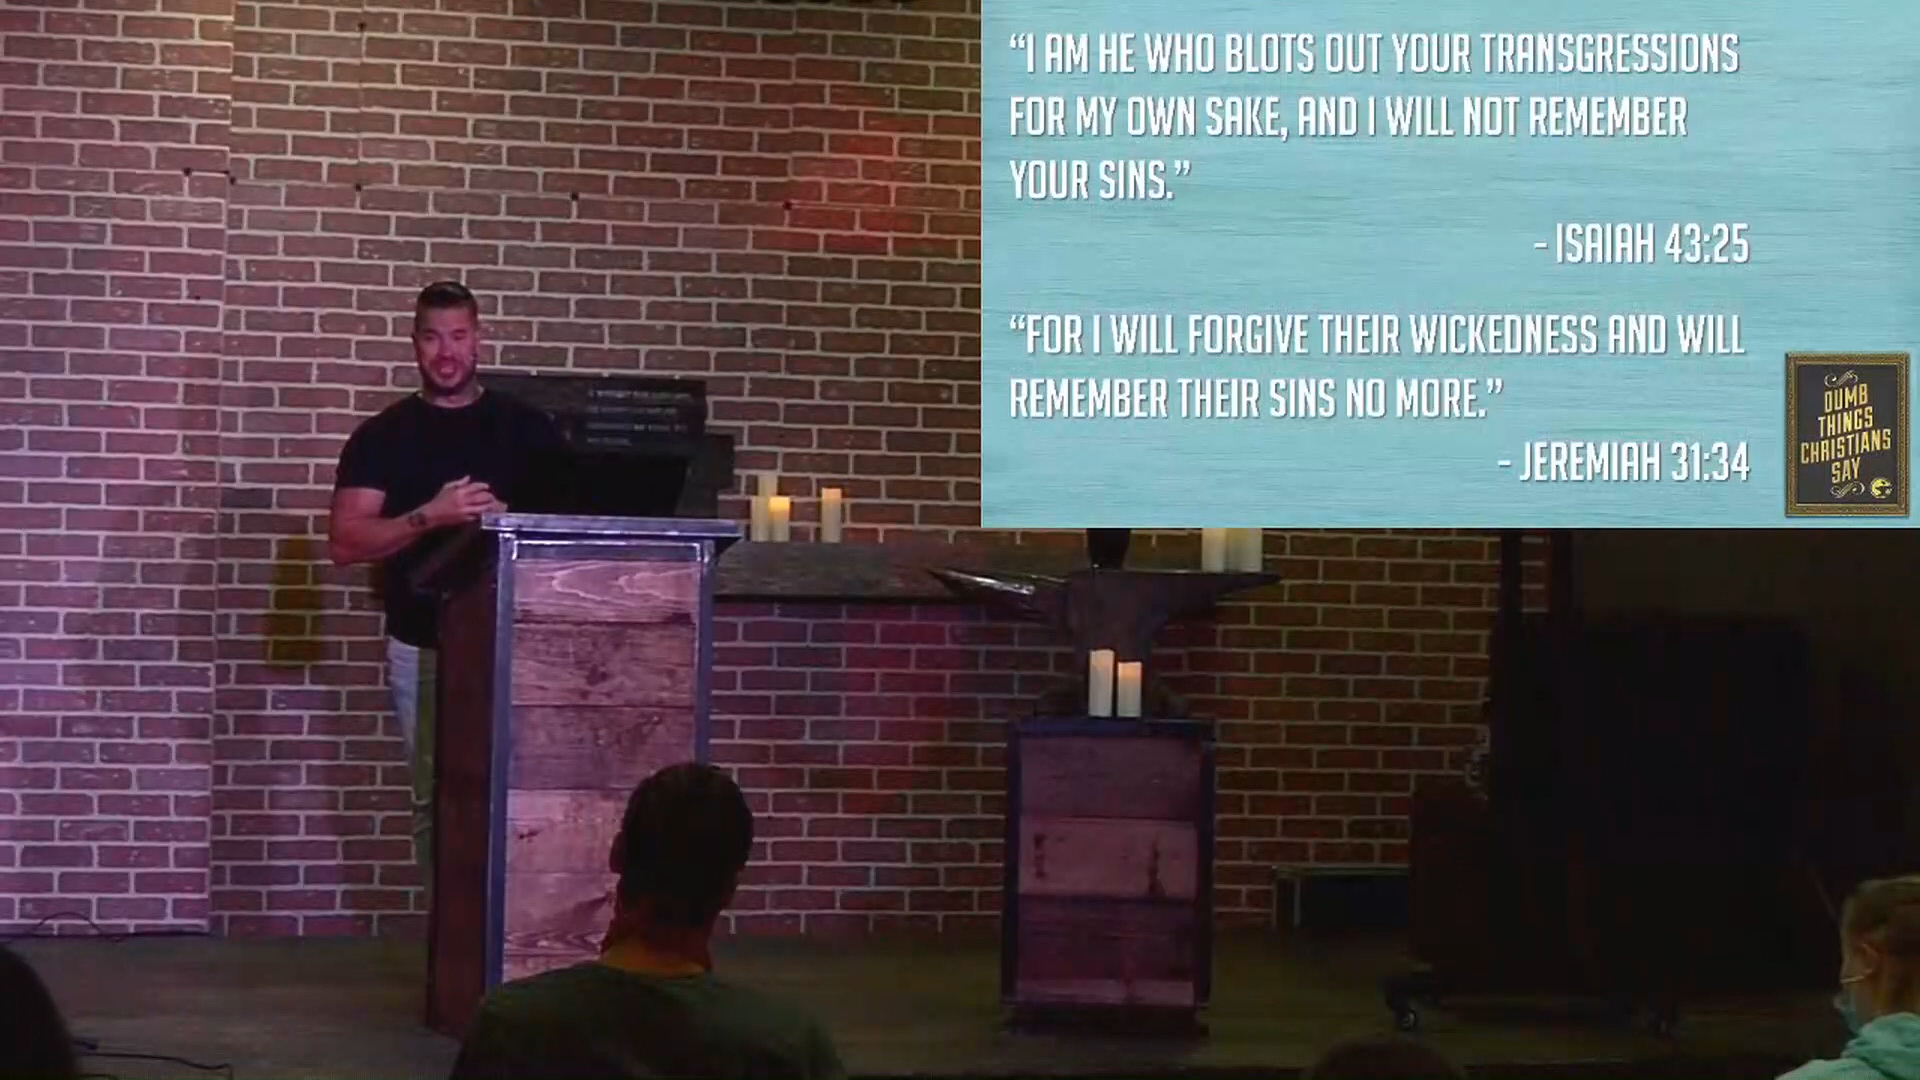 “I AM HE WHO BLOTS OUT YOUR TRANSGRESSIONS
FOR MY OWN SAKE, AND I WILL NOT REMEMBER
YOUR SINS.”
- ISAIAH 43:25
“FOR I WILL FORGIVE THEIR WICKEDNESS AND WILL
REMEMBER THEIR SINS NO MORE.”
- JEREMIAH 31:34
DUMB
THINGS
CHRISTIANS
SAY